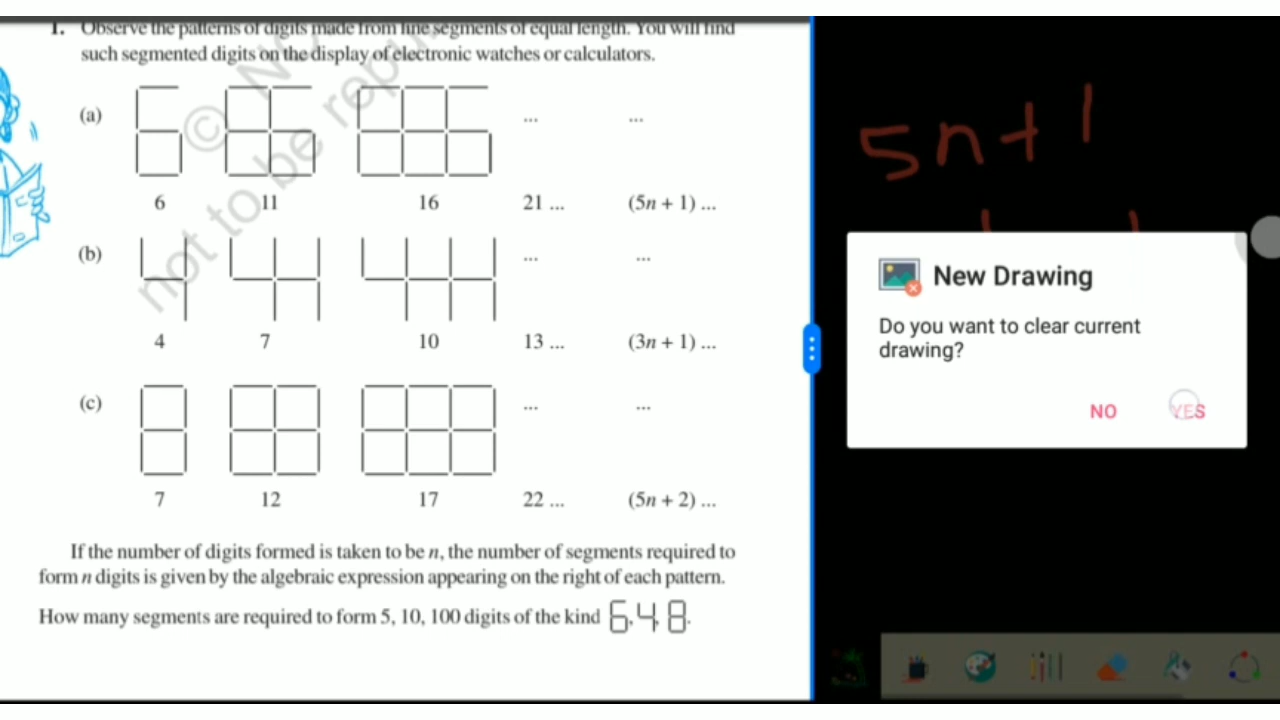 1. Observe the patterns of digits made from line segments of equal length. You will find
such segmented digits on the display of electronic watches or calculators.
(a) ... ...
6 11 16 21 ... (5n + 1) ...
(b) ... ...
4 7 10 13 ... (3n + 1) ...
(c) ... ...
7 12 17 22 ... (5n + 2) ...
If the number of digits formed is taken to be n, the number of segments required to
form n digits is given by the algebraic expression appearing on the right of each pattern.
How many segments are required to form 5, 10, 100 digits of the kind 6, 4, 8.
not to be repu
5n+1
New Drawing
Do you want to clear current
drawing?
NO YES